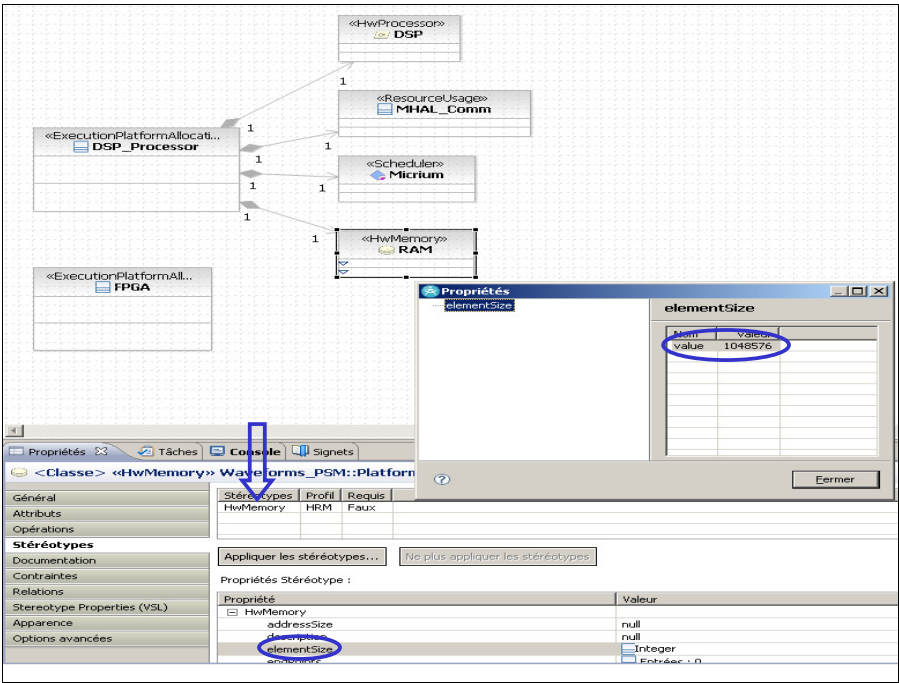 «HwProcessor»
DSP
1
«ResourceUsage»
MHAL_Comm
«ExecutionPlatformAllocati...
DSP_Processor
1
1
1
«Scheduler»
Micrium
1
1
1
1
«HwMemory»
RAM
«ExecutionPlatformAll...
FPGA
Propriétés
elementSize
elementSize
Nom Valeur
value 1048576
Fermer
Propriétés Tâches Console Signets
<Classe> «HwMemory» Waveforms_PSM::Platform
Général
Attributs
Opérations
Stéréotypes
Documentation
Contraintes
Relations
Stereotype Properties (VSL)
Apparence
Options avancées
Stéréotypes Profil Requis
HwMemory HRM Faux
Appliquer les stéréotypes... Ne plus appliquer les stéréotypes
Propriétés Stéréotype :
Propriété Valeur
HwMemory
addressSize null
description null
elementSize Integer
endPoints Entrées : 0